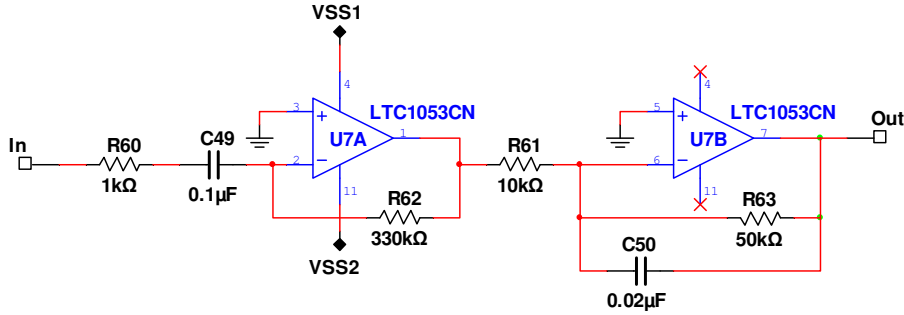 VSS1
4
LTC1053CN
3
+
U7A
1
−
2
11
VSS2
In
R60
1kΩ
C49
0.1µF
R62
330kΩ
R61
10kΩ
4
LTC1053CN
5
+
U7B
7
−
6
11
Out
R63
50kΩ
C50
0.02µF